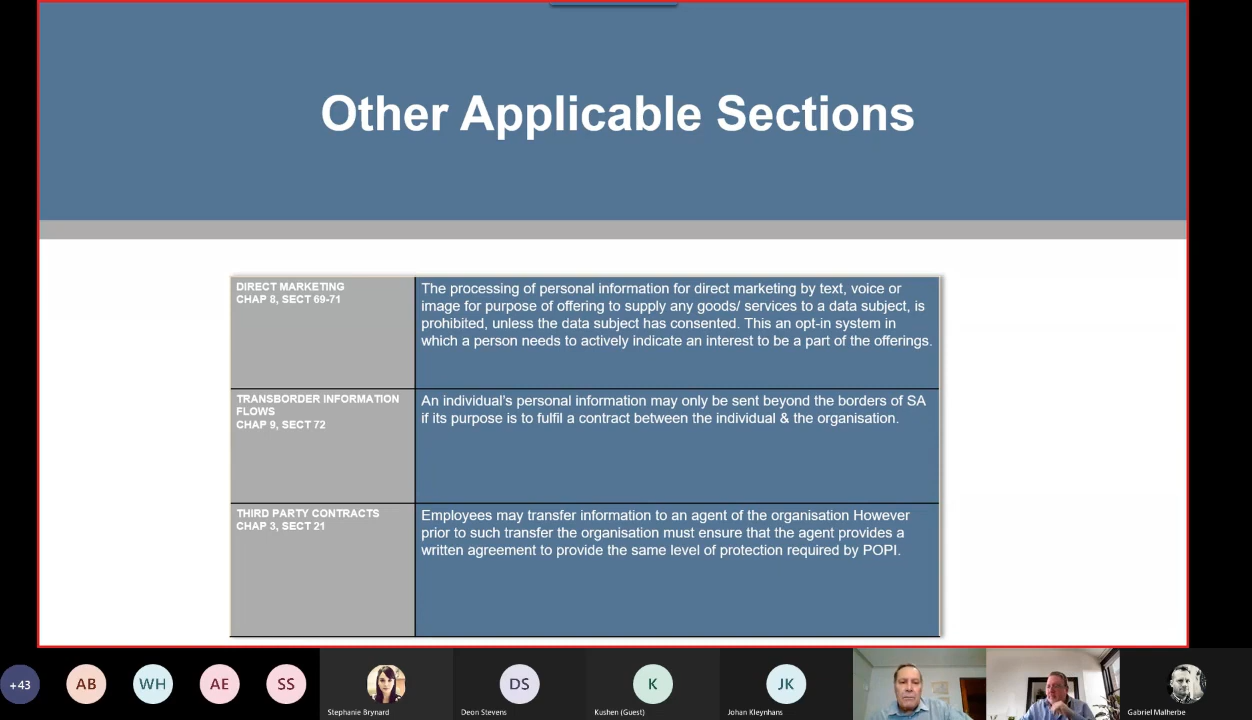 Other Applicable Sections
DIRECT MARKETING
CHAP 8, SECT 69-71
The processing of personal information for direct marketing by text, voice or
image for purpose of offering to supply any goods/ services to a data subject, is
prohibited, unless the data subject has consented. This an opt-in system in
which a person needs to actively indicate an interest to be a part of the offerings.
TRANSBORDER INFORMATION
FLOWS
CHAP 9, SECT 72
An individual's personal information may only be sent beyond the borders of SA
if its purpose is to fulfil a contract between the individual & the organisation.
THIRD PARTY CONTRACTS
CHAP 3, SECT 21
Employees may transfer information to an agent of the organisation However
prior to such transfer the organisation must ensure that the agent provides a
written agreement to provide the same level of protection required by POPI.
+43
AB
WH
AE
SS
Stephanie Brynard
DS
Deon Stevens
K
Kushen (Guest)
JK
Johan Kleynhans
Gabriel Malherbe